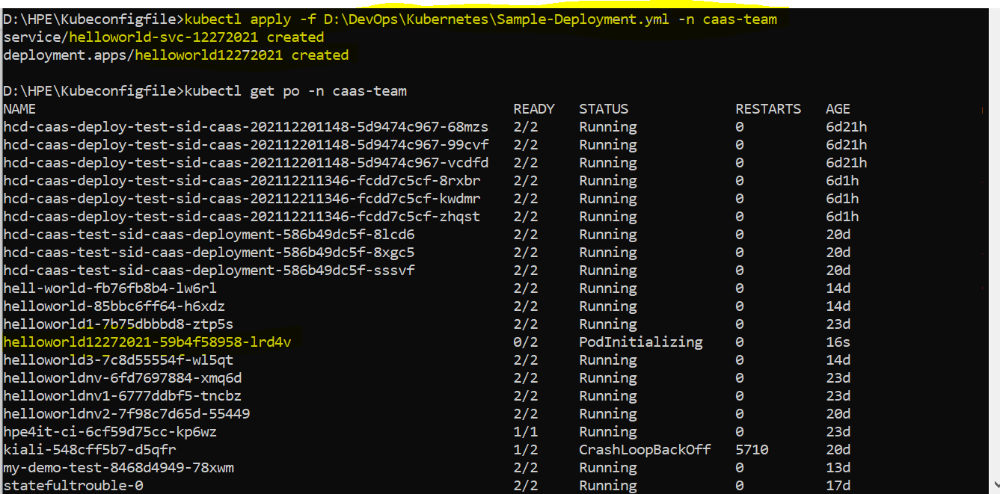 D:\HPE\Kubeconfigfile>kubectl apply -f D:\DevOps\Kubernetes\Sample-Deployment.yml -n caas-team
service/helloworld-svc-12272021 created
deployment.apps/helloworld12272021 created
D:\HPE\Kubeconfigfile>kubectl get po -n caas-team
NAME READY STATUS RESTARTS AGE
hcd-caas-deploy-test-sid-caas-202112201148-5d9474c967-68mzs 2/2 Running 0 6d21h
hcd-caas-deploy-test-sid-caas-202112201148-5d9474c967-99cvf 2/2 Running 0 6d21h
hcd-caas-deploy-test-sid-caas-202112201148-5d9474c967-vcdfd 2/2 Running 0 6d21h
hcd-caas-deploy-test-sid-caas-202112211346-fcdd7c5cf-8rxbr 2/2 Running 0 6d1h
hcd-caas-deploy-test-sid-caas-202112211346-fcdd7c5cf-kwdmr 2/2 Running 0 6d1h
hcd-caas-deploy-test-sid-caas-202112211346-fcdd7c5cf-zhqst 2/2 Running 0 6d1h
hcd-caas-test-sid-caas-deployment-586b49dc5f-8lcd6 2/2 Running 0 20d
hcd-caas-test-sid-caas-deployment-586b49dc5f-8xgc5 2/2 Running 0 20d
hcd-caas-test-sid-caas-deployment-586b49dc5f-sssvf 2/2 Running 0 20d
hell-world-fb76fb8b4-lw6rl 2/2 Running 0 14d
helloworld-85bbc6ff64-h6xdz 2/2 Running 0 14d
helloworld1-7b75dbbbd8-ztp5s 2/2 Running 0 23d
helloworld12272021-59b4f58958-lrd4v 0/2 PodInitializing 0 16s
helloworld3-7c8d55554f-wl5qt 2/2 Running 0 14d
helloworldnv-6fd7697884-xmq6d 2/2 Running 0 23d
helloworldnv1-6777ddbf5-tncbz 2/2 Running 0 23d
helloworldnv2-7f98c7d65d-55449 2/2 Running 0 20d
hpe4it-ci-6cf59d75cc-kp6wz 1/1 Running 0 23d
kiali-548cff5b7-d5qfr 1/2 CrashLoopBackOff 5710 20d
my-demo-test-8468d4949-78xwm 2/2 Running 0 13d
statefultrouble-0 2/2 Running 0 17d